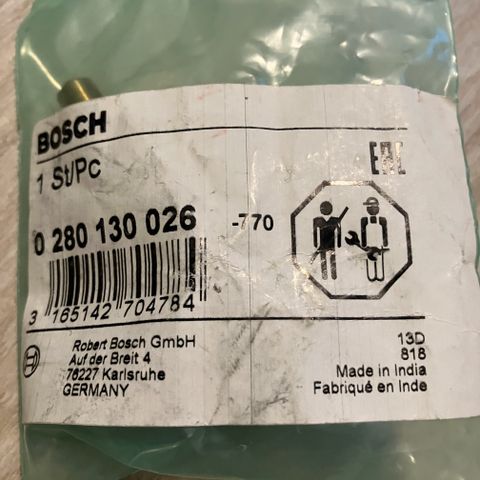 BOSCH
1 St/Pc
EAC
0 280 130 026 -770
3 165142 704784
Robert Bosch GmbH
Auf der Breit 4
76227 Karlsruhe
GERMANY
13D
818
Made in India
Fabriqué en Inde